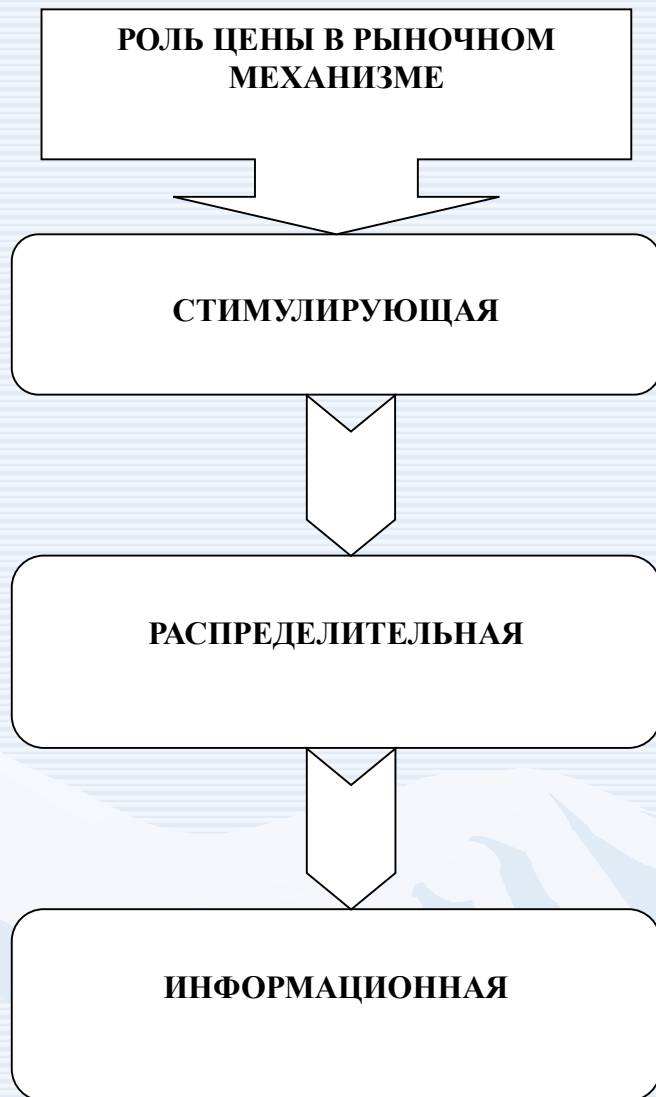 РОЛЬ ЦЕНЫ В РЫНОЧНОМ
МЕХАНИЗМЕ
СТИМУЛИРУЮЩАЯ
РАСПРЕДЕЛИТЕЛЬНАЯ
ИНФОРМАЦИОННАЯ